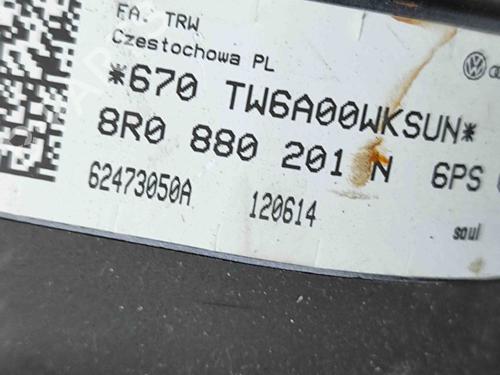 FA. TRW
Czestochowa PL
*670 TW6A00WKSUN*
8R0 880 201 N 6PS
62473050A 120614 soul